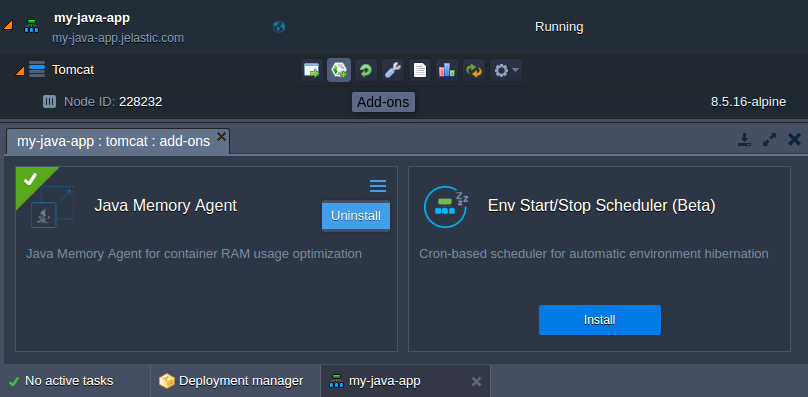 my-java-app
my-java-app.jelastic.com
Running
Tomcat
Node ID: 228232
Add-ons
8.5.16-alpine
my-java-app : tomcat : add-ons
Java Memory Agent
Uninstall
Java Memory Agent for container RAM usage optimization
Env Start/Stop Scheduler (Beta)
Cron-based scheduler for automatic environment hibernation
Install
No active tasks
Deployment manager
my-java-app